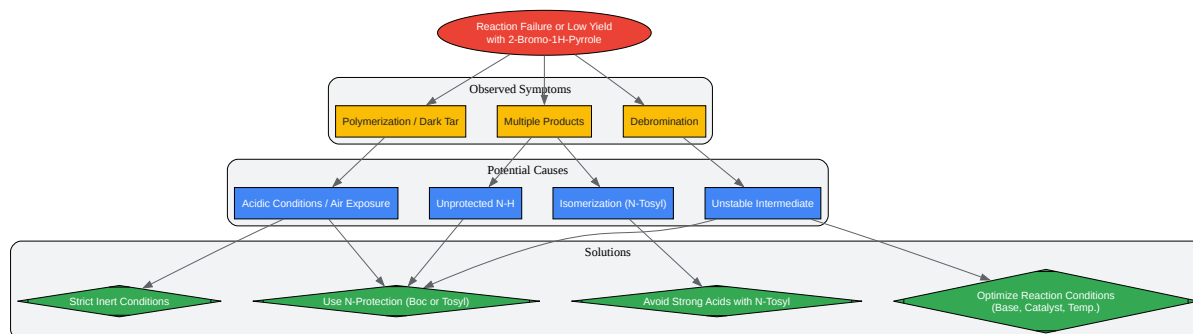 Reaction Failure or Low Yield
with 2-Bromo-1H-Pyrrole
Observed Symptoms
Polymerization / Dark Tar
Multiple Products
Debromination
Potential Causes
Acidic Conditions / Air Exposure
Unprotected N-H
Isomerization (N-Tosyl)
Unstable Intermediate
Solutions
Strict Inert Conditions
Use N-Protection (Boc or Tosyl)
Avoid Strong Acids with N-Tosyl
Optimize Reaction Conditions
(Base, Catalyst, Temp.)